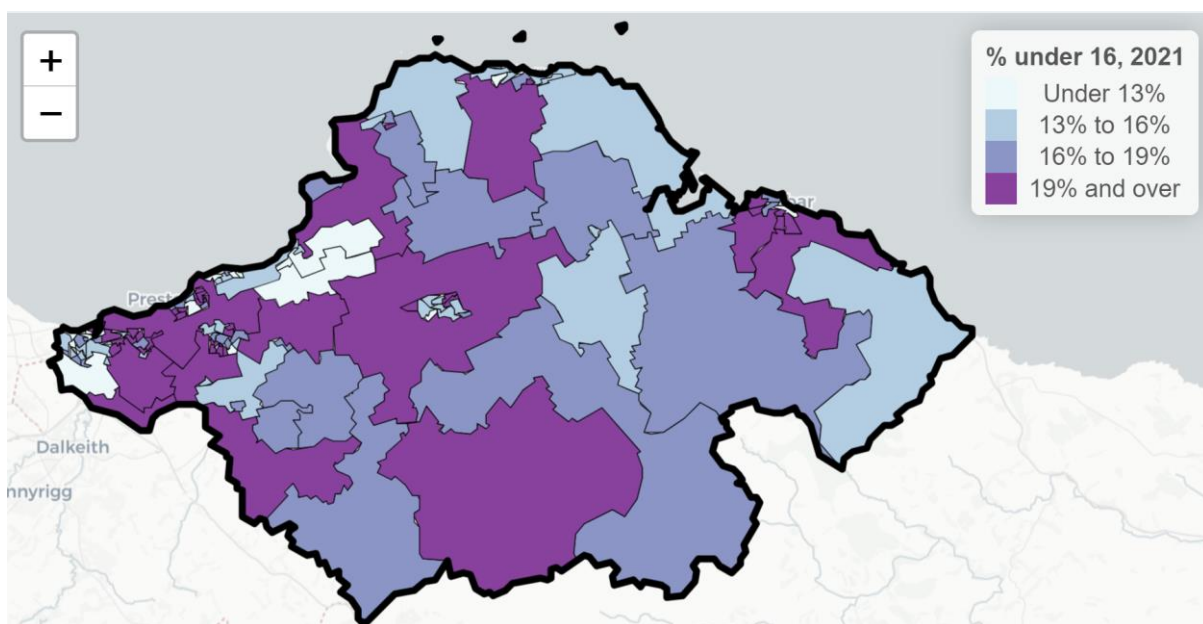 +
−
% under 16, 2021
Under 13%
13% to 16%
16% to 19%
19% and over
Dalkeith
nnyrigg